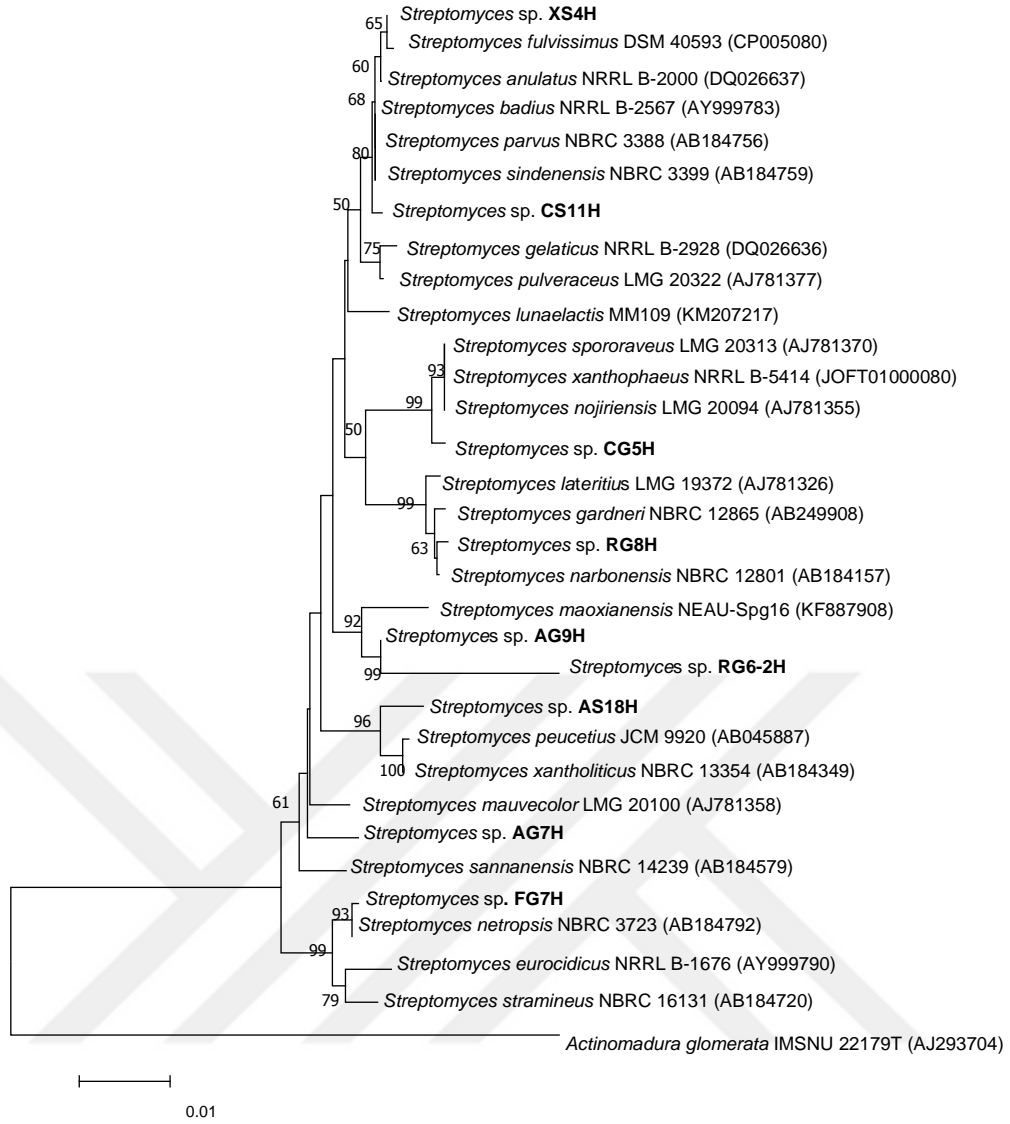 65
Streptomyces sp. XS4H
Streptomyces fulvissimus DSM 40593 (CP005080)
60
Streptomyces anulatus NRRL B-2000 (DQ026637)
68
Streptomyces badius NRRL B-2567 (AY999783)
Streptomyces parvus NBRC 3388 (AB184756)
80
Streptomyces sindenensis NBRC 3399 (AB184759)
50
Streptomyces sp. CS11H
75
Streptomyces gelaticus NRRL B-2928 (DQ026636)
Streptomyces pulveraceus LMG 20322 (AJ781377)
Streptomyces lunaelactis MM109 (KM207217)
Streptomyces spororaveus LMG 20313 (AJ781370)
93
Streptomyces xanthophaeus NRRL B-5414 (JOFT01000080)
99
Streptomyces nojiriensis LMG 20094 (AJ781355)
50
Streptomyces sp. CG5H
Streptomyces lateritius LMG 19372 (AJ781326)
99
Streptomyces gardneri NBRC 12865 (AB249908)
63
Streptomyces sp. RG8H
Streptomyces narbonensis NBRC 12801 (AB184157)
Streptomyces maoxianensis NEAU-Spg16 (KF887908)
92
Streptomyces sp. AG9H
99
Streptomyces sp. RG6-2H
Streptomyces sp. AS18H
96
Streptomyces peucetius JCM 9920 (AB045887)
100
Streptomyces xantholiticus NBRC 13354 (AB184349)
61
Streptomyces mauvecolor LMG 20100 (AJ781358)
Streptomyces sp. AG7H
Streptomyces sannanensis NBRC 14239 (AB184579)
Streptomyces sp. FG7H
93
Streptomyces netropsis NBRC 3723 (AB184792)
99
Streptomyces eurocidicus NRRL B-1676 (AY999790)
79
Streptomyces stramineus NBRC 16131 (AB184720)
Actinomadura glomerata IMSNU 22179T (AJ293704)
0.01